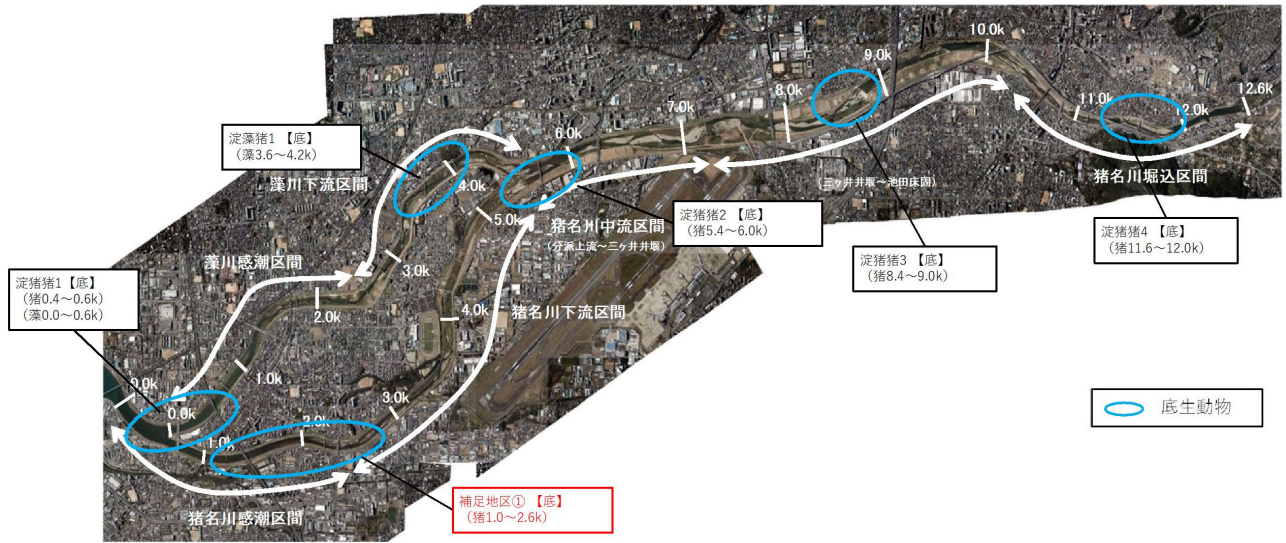 10.0k
9.0k
8.0k
7.0k
6.0k
11.0k
12.0k
12.6k
淀藻猪1 【底】
(藻3.6～4.2k)
藻川下流区間
4.0k
5.0k
(三ヶ井井堰～池田床固)
猪名川堀込区間
猪名川中流区間
(分派上流～三ヶ井井堰)
淀猪猪2 【底】
(猪5.4～6.0k)
淀猪猪3 【底】
(猪8.4～9.0k)
淀猪猪4 【底】
(猪11.6～12.0k)
藻川感潮区間
3.0k
淀猪猪1 【底】
(猪0.4～0.6k)
(藻0.0～0.6k)
2.0k
4.0k
猪名川下流区間
1.0k
0.0k
0.0k
1.0k
2.0k
3.0k
底生動物
補足地区① 【底】
(猪1.0～2.6k)
猪名川感潮区間